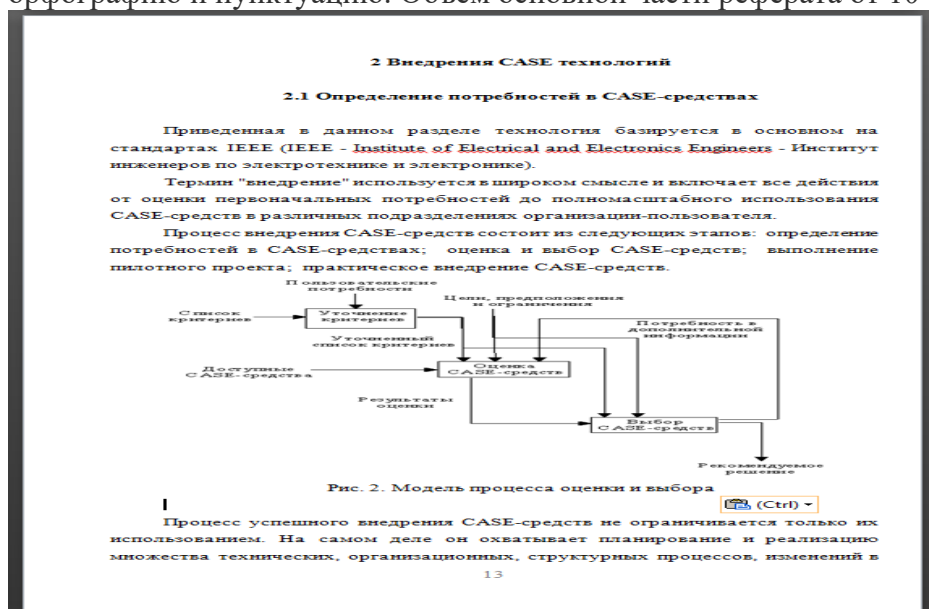 орфографию и пунктуацию. Объем основной части реферата от 10
2 Внедрения CASE технологий
2.1 Определение потребностей в CASE-средствах
Приведенная в данном разделе технология базируется в основном на
стандартах IEEE (IEEE - Institute of Electrical and Electronics Engineers - Институт
инженеров по электротехнике и электронике).
Термин "внедрение" используется в широком смысле и включает все действия
от оценки первоначальных потребностей до полномасштабного использования
CASE-средств в различных подразделениях организации-пользователя.
Процесс внедрения CASE-средств состоит из следующих этапов: определение
потребностей в CASE-средствах; оценка и выбор CASE-средств; выполнение
пилотного проекта; практическое внедрение CASE-средств.
Пользовательские
потребности
Цели, предположения
и ограничения
Список
критериев
Уточнение
критериев
Потребность в
дополнительной
информации
Уточненный
список критериев
Доступные
CASE-средства
Оценка
CASE-средств
Результаты
оценки
Выбор
CASE-средств
Рекомендуемое
решение
Рис. 2. Модель процесса оценки и выбора
(Ctrl)
Процесс успешного внедрения CASE-средств не ограничивается только их
использованием. На самом деле он охватывает планирование и реализацию
множества технических, организационных, структурных процессов, изменений в
13